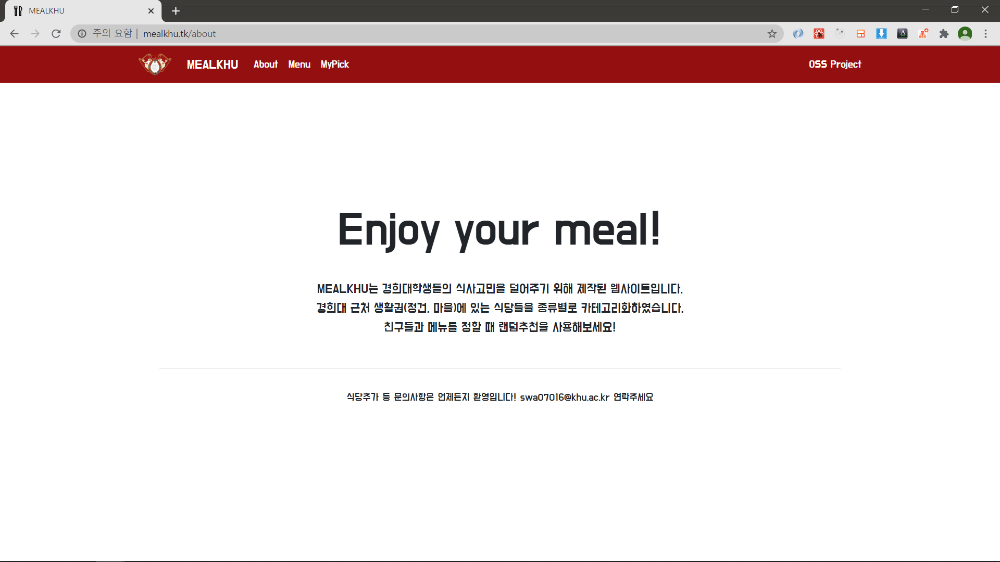 MEALKHU
주의 요함 | mealkhu.tk/about
MEALKHU About Menu MyPick OSS Project
Enjoy your meal!
MEALKHU는 경희대학생들의 식사고민을 덜어주기 위해 제작된 웹사이트입니다.
경희대 근처 생활권(정건, 마을)에 있는 식당들을 종류별로 카테고리화하였습니다.
친구들과 메뉴를 정할 때 랜덤추천을 사용해보세요!
식당추가 등 문의사항은 언제든지 환영입니다! swa07016@khu.ac.kr 연락주세요